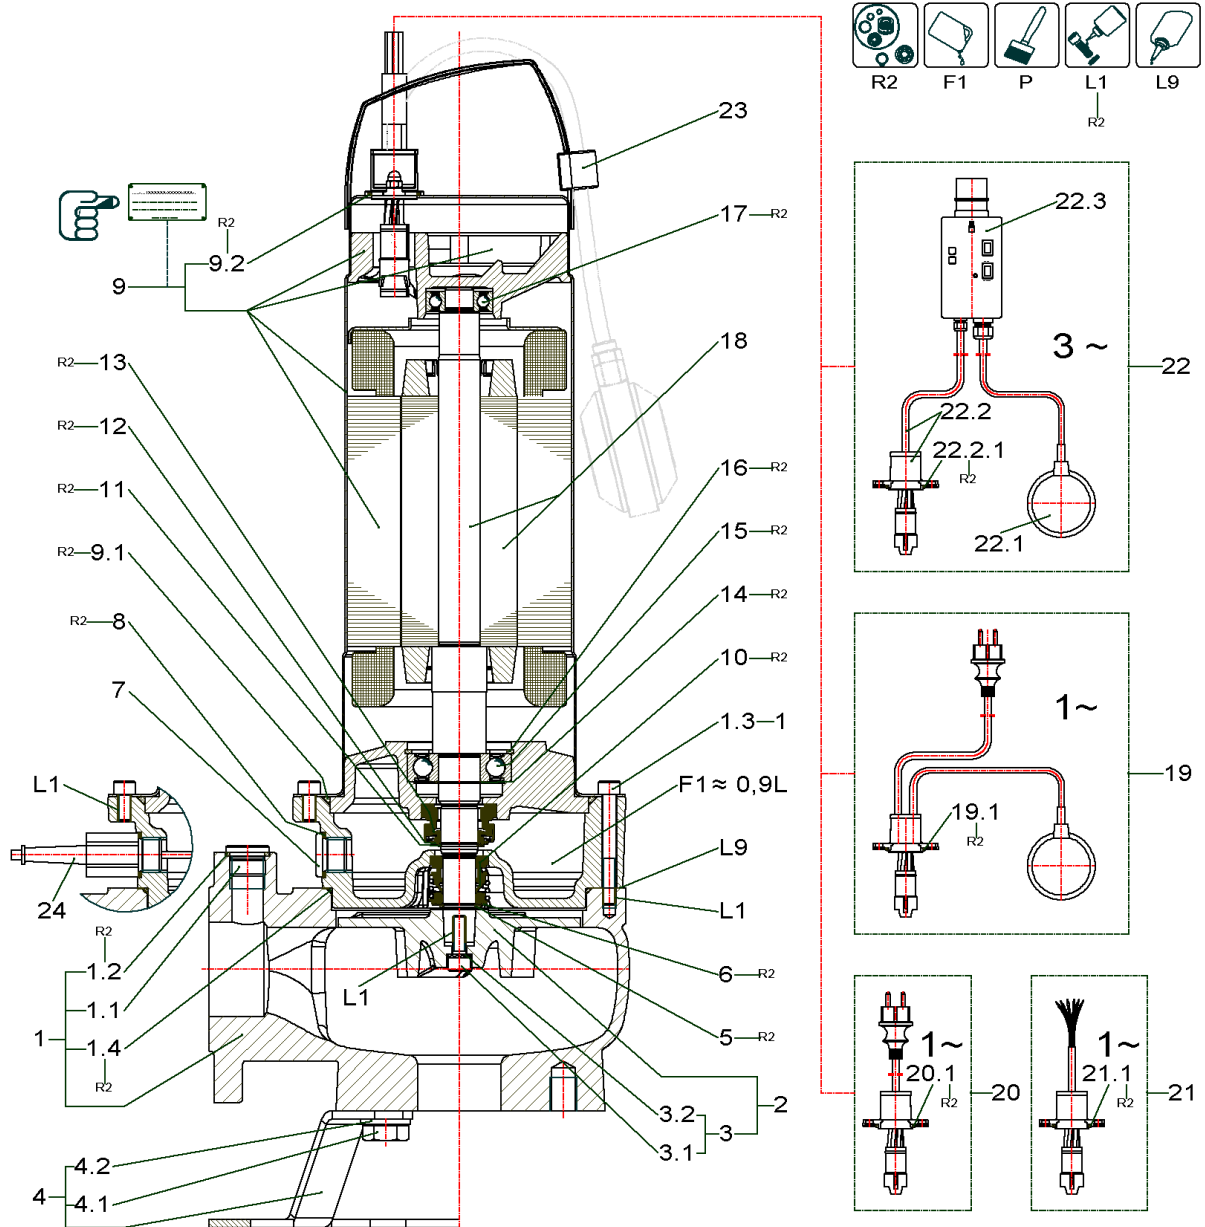 R2 F1 P L1 L9
R2
23
17 R2
R2
9.2
9
18
R2 13
R2 12
R2 11
R2 9.1
R2 8
7
16 R2
15 R2
14 R2
10 R2
1.3 1
F1 ≈ 0,9L
L9
L1
L1
24
R2
1.2
1.1
1
1.4
R2
L1
6 R2
5 R2
2
3.2
3
3.1
4.2
4
4.1
22.3
3 ~
22
22.2
22.2.1
R2
22.1
1 ~
19
19.1
R2
1 ~
20.1
R2
20
1 ~
21.1
R2
21